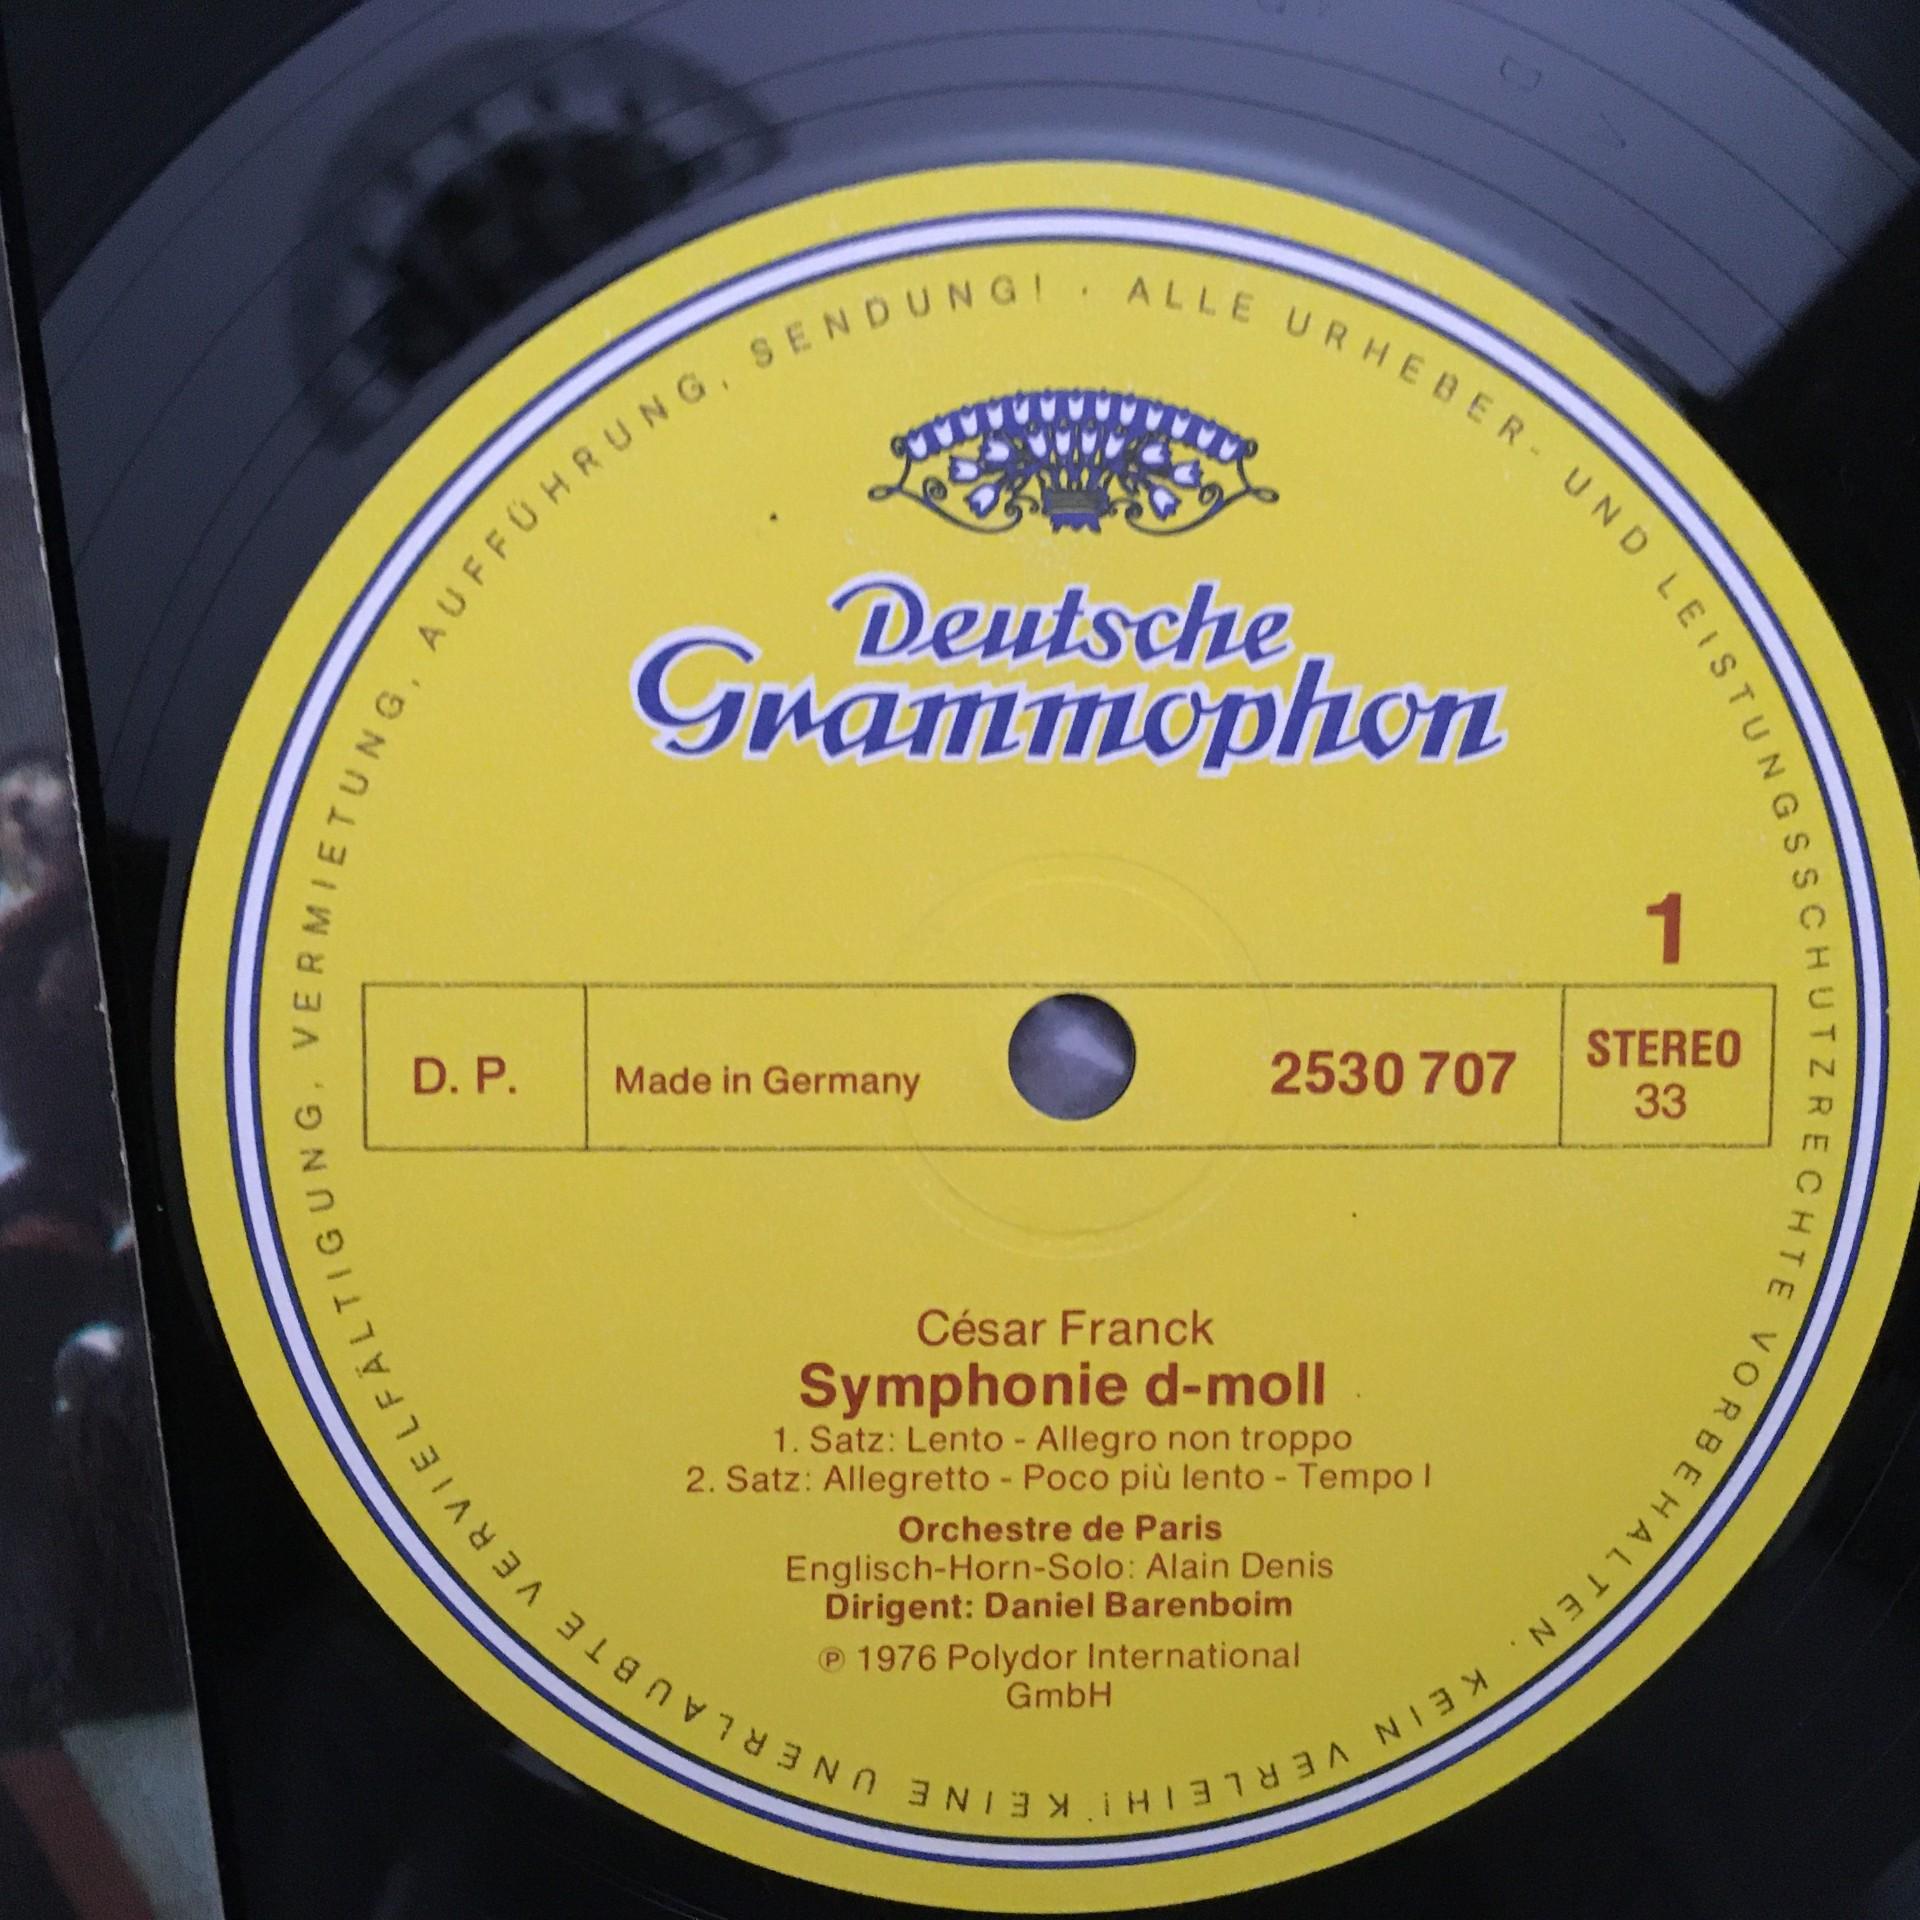 ALLE URHEBER- UND LEISTUNGSSCHUTZRECHTE VORBEHALTEN. KEIN VERLEIH! KEINE UNERLAUBTE VERVIELFÄLTIGUNG, VERMIETUNG, AUFFÜHRUNG, SENDUNG! ·
Deutsche
Grammophon
1
D. P.
Made in Germany
2530 707
STEREO
33
César Franck
Symphonie d-moll
1. Satz: Lento - Allegro non troppo
2. Satz: Allegretto - Poco più lento - Tempo I
Orchestre de Paris
Englisch-Horn-Solo: Alain Denis
Dirigent: Daniel Barenboim
℗ 1976 Polydor International
GmbH